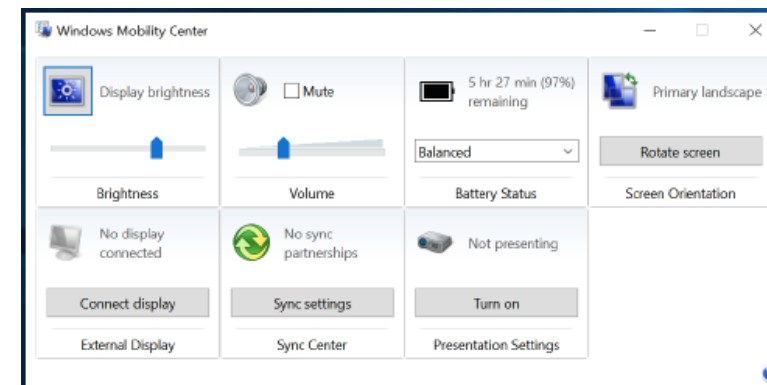 Windows Mobility Center
Display brightness
Brightness
Mute
Volume
5 hr 27 min (97%)
remaining
Balanced
Battery Status
Primary landscape
Rotate screen
Screen Orientation
No display
connected
Connect display
External Display
No sync
partnerships
Sync settings
Sync Center
Not presenting
Turn on
Presentation Settings